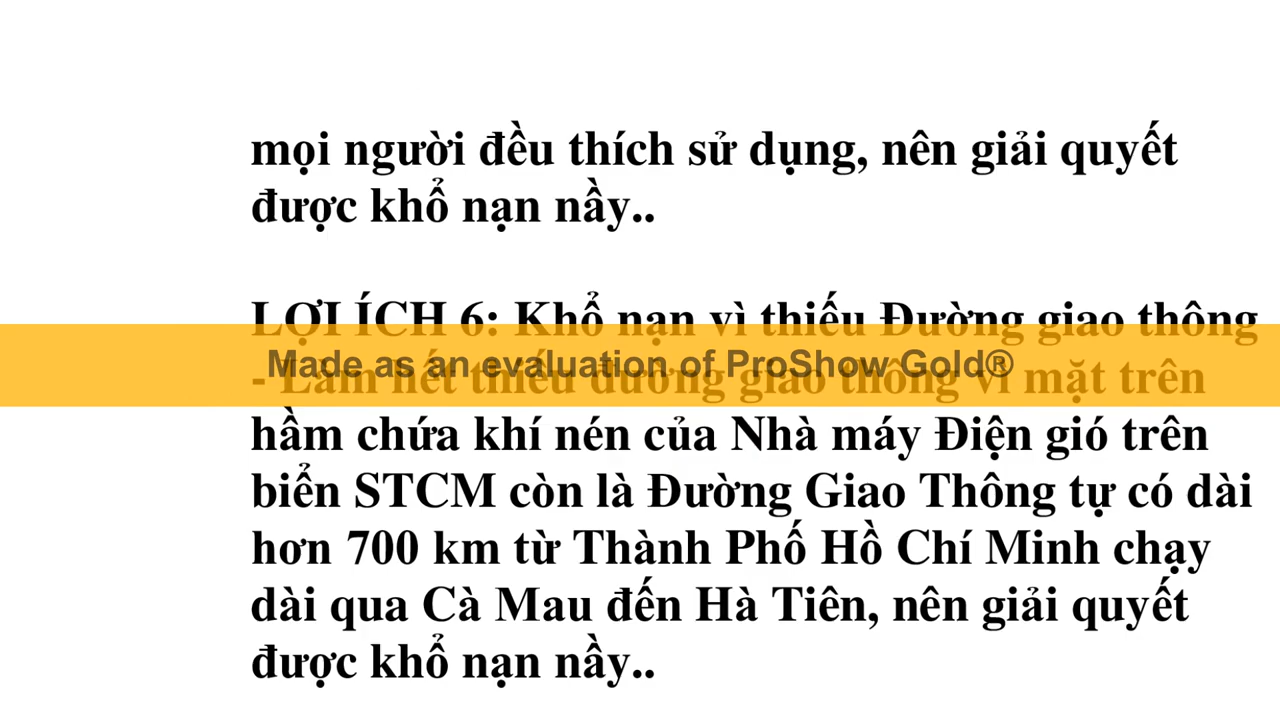 mọi người đều thích sử dụng, nên giải quyết
được khổ nạn nầy..
LỢI ÍCH 6: Khổ nạn vì thiếu Đường giao thông
Made as an evaluation of ProShow Gold®
- Làm hết thiếu đường giao thông vì mặt trên
hầm chứa khí nén của Nhà máy Điện gió trên
biển STCM còn là Đường Giao Thông tự có dài
hơn 700 km từ Thành Phố Hồ Chí Minh chạy
dài qua Cà Mau đến Hà Tiên, nên giải quyết
được khổ nạn nầy..